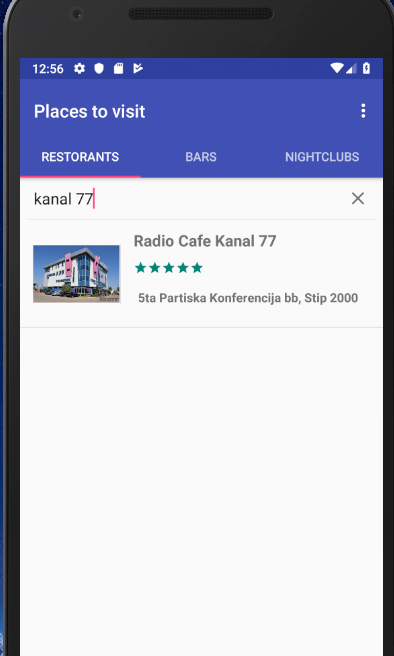 12:56
Places to visit
RESTORANTS BARS NIGHTCLUBS
kanal 77
Radio Cafe Kanal 77
5ta Partiska Konferencija bb, Stip 2000